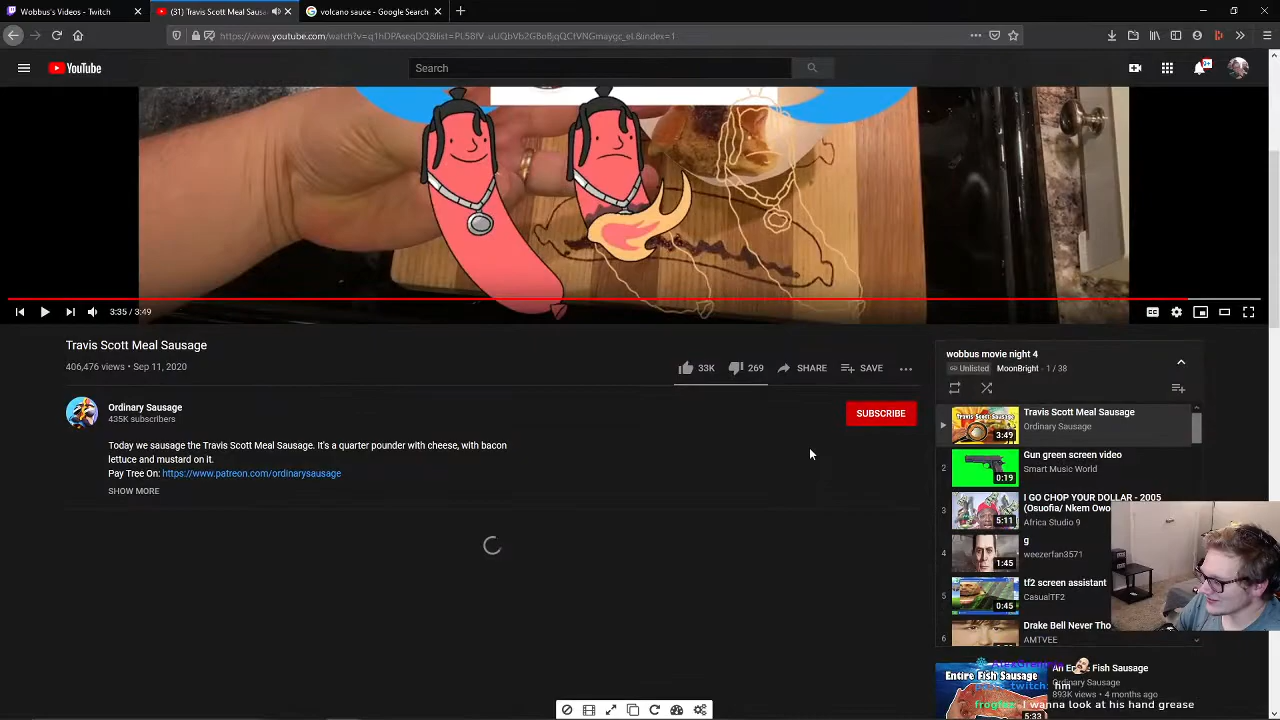 Wobbus's Videos - Twitch
(31) Travis Scott Meal Sausa
volcano sauce - Google Search
YouTube
Search
9+
3:35 / 3:49
Travis Scott Meal Sausage
406,476 views • Sep 11, 2020
33K
269
SHARE
SAVE
Ordinary Sausage
435K subscribers
SUBSCRIBE
Today we sausage the Travis Scott Meal Sausage. It's a quarter pounder with cheese, with bacon
lettuce and mustard on it.
Pay Tree On: https://www.patreon.com/ordinarysausage
SHOW MORE
wobbus movie night 4
Unlisted MoonBright - 1 / 38
3:49
Travis Scott Meal Sausage
Ordinary Sausage
2
0:19
Gun green screen video
Smart Music World
3
5:11
I GO CHOP YOUR DOLLAR - 2005
(Osuofia/ Nkem Owo
Africa Studio 9
4
1:45
g
weezerfan3571
5
0:45
tf2 screen assistant
CasualTF2
6
Drake Bell Never Tho
AMTVEE
ENTIRE FISH SAUSAGE
5:33
Fish Sausage
Ordinary Sausage
893K views • 4 months ago
hm
I wanna look at his hand grease